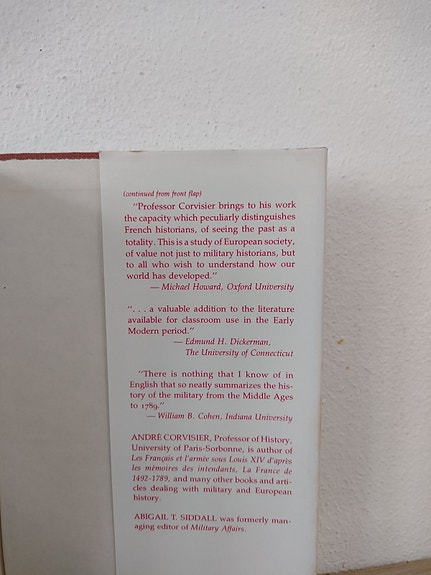 (continued from front flap)
"Professor Corvisier brings to his work
the capacity which peculiarly distinguishes
French historians, of seeing the past as a
totality. This is a study of European society,
of value not just to military historians, but
to all who wish to understand how our
world has developed."
— Michael Howard, Oxford University
". . . a valuable addition to the literature
available for classroom use in the Early
Modern period."
— Edmund H. Dickerman,
The University of Connecticut
"There is nothing that I know of in
English that so neatly summarizes the his-
tory of the military from the Middle Ages
to 1789."
— William B. Cohen, Indiana University
ANDRÉ CORVISIER, Professor of History,
University of Paris-Sorbonne, is author of
Les Français et l'armée sous Louis XIV d'après
les mémoires des intendants, La France de
1492-1789, and many other books and arti-
cles dealing with military and European
history.
ABIGAIL T. SIDDALL was formerly man-
aging editor of Military Affairs.